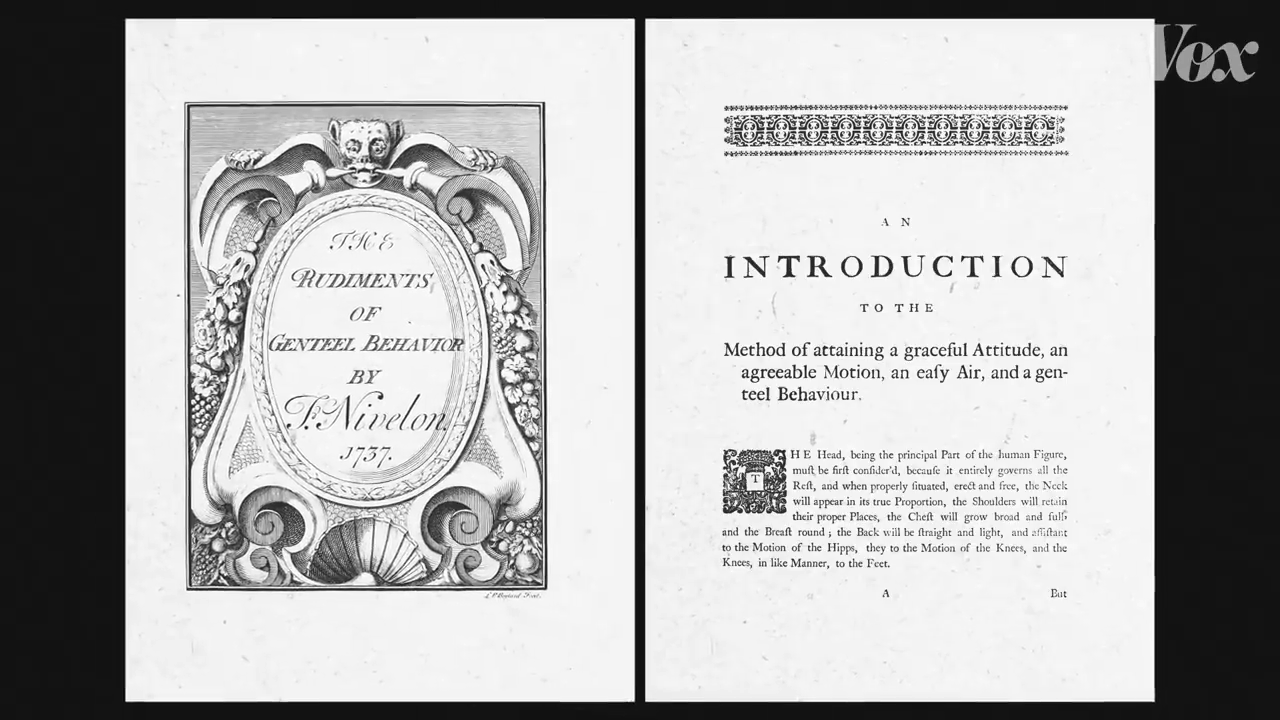 THE
RUDIMENTS
OF
GENTEEL BEHAVIOR
BY
F. Nivelon.
1737.
Vox
A N
INTRODUCTION
TO THE
Method of attaining a graceful Attitude, an
agreeable Motion, an eaſy Air, and a gen-
teel Behaviour.
THE Head, being the principal Part of the human Figure,
muſt be firſt conſider'd, becauſe it entirely governs all the
Reſt, and when properly ſituated, erect and free, the Neck
will appear in its true Proportion, the Shoulders will retain
their proper Places, the Cheſt will grow broad and full,
and the Breaſt round; the Back will be ſtraight and light, and aſſiſtant
to the Motion of the Hipps, they to the Motion of the Knees, and the
Knees, in like Manner, to the Feet.
A
But